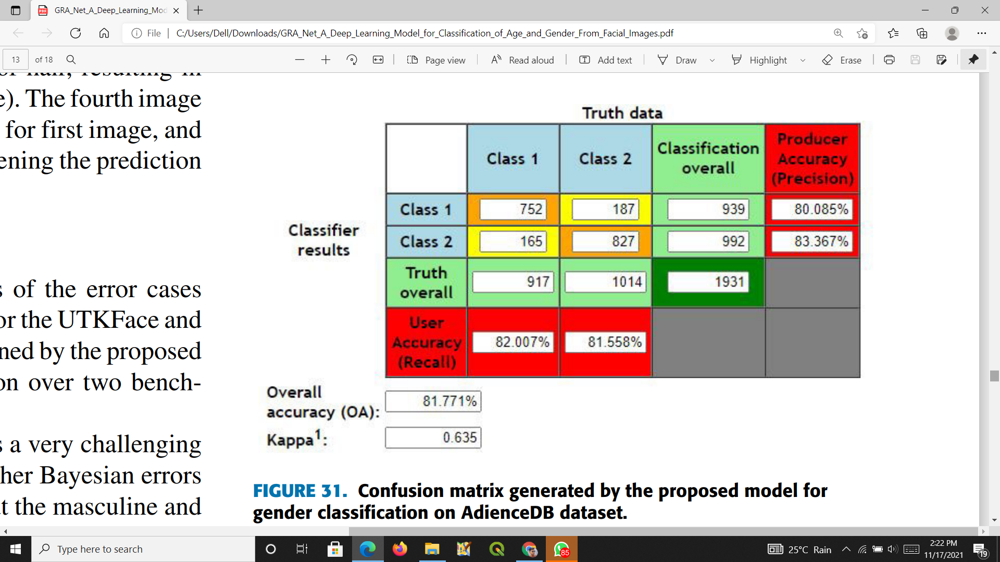 GRA_Net_A_Deep_Learning_Mod
File
C:/Users/Dell/Downloads/GRA_Net_A_Deep_Learning_Model_for_Classification_of_Age_and_Gender_From_Facial_Images.pdf
13 of 18
Page view
Read aloud
Add text
Draw
Highlight
Erase
e). The fourth image
for first image, and
ening the prediction
s of the error cases
or the UTKFace and
ned by the proposed
on over two bench-
s a very challenging
her Bayesian errors
at the masculine and
Truth data
Class 1 Class 2 Classification overall Producer Accuracy (Precision)
Classifier results
Class 1 752 187 939 80.085%
Class 2 165 827 992 83.367%
Truth overall 917 1014 1931
User Accuracy (Recall) 82.007% 81.558%
Overall accuracy (OA): 81.771%
Kappa1: 0.635
FIGURE 31. Confusion matrix generated by the proposed model for
gender classification on AdienceDB dataset.
Type here to search
85
25°C Rain
2:22 PM
11/17/2021
19